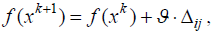 f(x^{k+1}) = f(x^k) + ϑ · Δ_{ij} ,